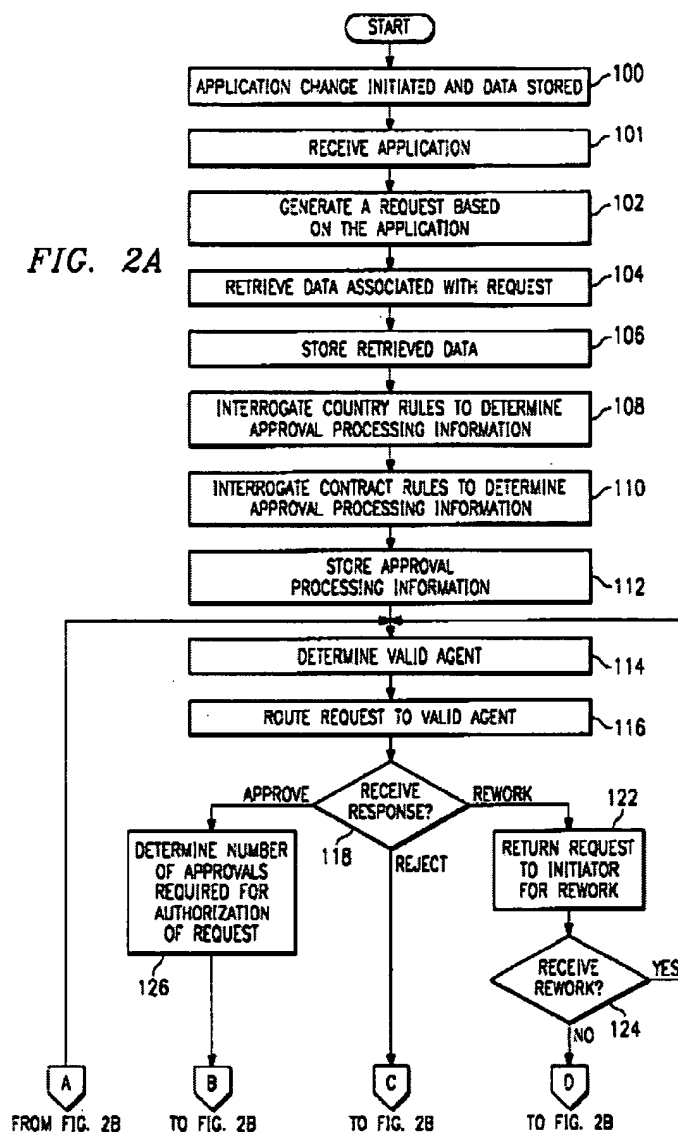 START
APPLICATION CHANGE INITIATED AND DATA STORED
100
RECEIVE APPLICATION
101
GENERATE A REQUEST BASED
ON THE APPLICATION
102
FIG. 2A
RETRIEVE DATA ASSOCIATED WITH REQUEST
104
STORE RETRIEVED DATA
106
INTERROGATE COUNTRY RULES TO DETERMINE
APPROVAL PROCESSING INFORMATION
108
INTERROGATE CONTRACT RULES TO DETERMINE
APPROVAL PROCESSING INFORMATION
110
STORE APPROVAL
PROCESSING INFORMATION
112
DETERMINE VALID AGENT
114
ROUTE REQUEST TO VALID AGENT
116
APPROVE
RECEIVE
RESPONSE?
REWORK
118
REJECT
122
DETERMINE NUMBER
OF APPROVALS
REQUIRED FOR
AUTHORIZATION
OF REQUEST
126
RETURN REQUEST
TO INITIATOR
FOR REWORK
RECEIVE
REWORK?
YES
124
NO
A
B
C
D
FROM FIG. 2B
TO FIG. 2B
TO FIG. 2B
TO FIG. 2B